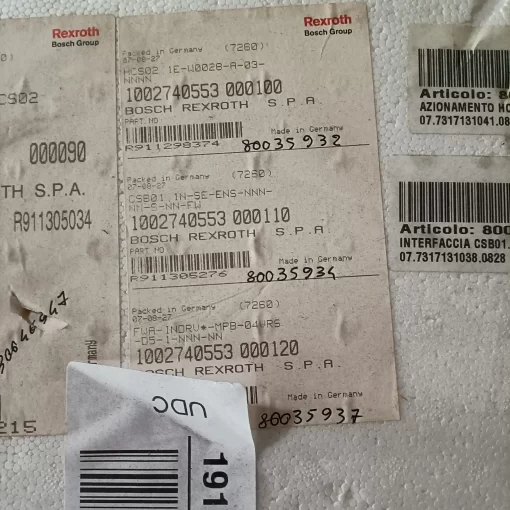 Rexroth
Bosch Group
CS02
000090
TH S.P.A.
R911305034
215
Rexroth
Bosch Group
Packed in Germany (7260)
07-08-27
HCS02.1E-W0028-A-03-
NNNN
1002740553 000100
BOSCH REXROTH S.P.A.
PART NO
Made in Germany
R911298374 80035932
Packed in Germany (7260)
07-08-27
CSB01.1N-SE-ENS-NNN-
NN-S-NN-FW
1002740553 000110
BOSCH REXROTH S.P.A.
PART NO
Made in Germany
R911305276 80035934
Packed in Germany (7260)
07-08-27
FWA-INDRV*-MPB-04VRS
-D5-1-NNN-NN
1002740553 000120
OSCH REXROTH S.P.A.
Made in Germany
80035937
UDC
191
Articolo: 80
AZIONAMENTO HC
07.7317131041.08
Articolo: 800
INTERFACCIA CSB01.
07.7317131038.0828